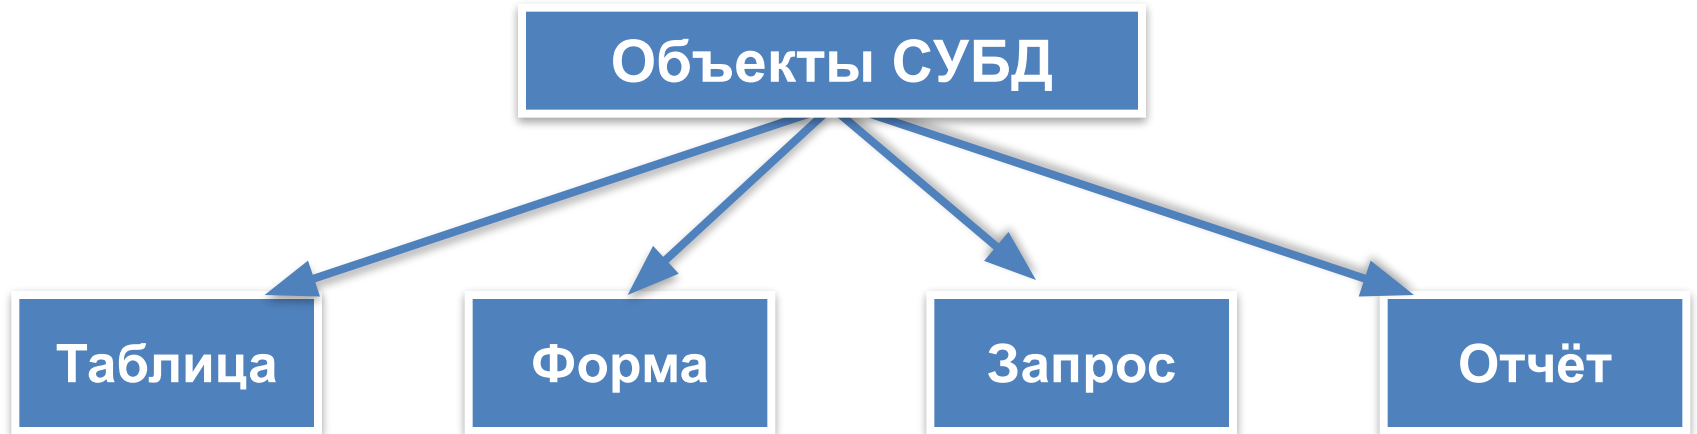 Объекты СУБД
Таблица
Форма
Запрос
Отчёт